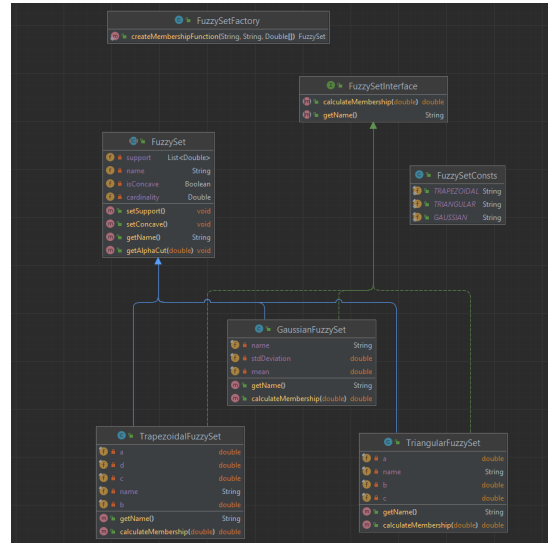 FuzzySetFactory
createMembershipFunction(String, String, Double[]) FuzzySet
FuzzySetInterface
calculateMembership(double) double
getName() String
FuzzySet
support List<Double>
name String
isConcave Boolean
cardinality Double
setSupport() void
setConcave() void
getName() String
getAlphaCut(double) void
FuzzySetConsts
TRAPEZOIDAL String
TRIANGULAR String
GAUSSIAN String
GaussianFuzzySet
name String
stdDeviation double
mean double
getName() String
calculateMembership(double) double
TrapezoidalFuzzySet
a double
d double
c double
name String
b double
getName() String
calculateMembership(double) double
TriangularFuzzySet
a double
name String
b double
c double
getName() String
calculateMembership(double) double